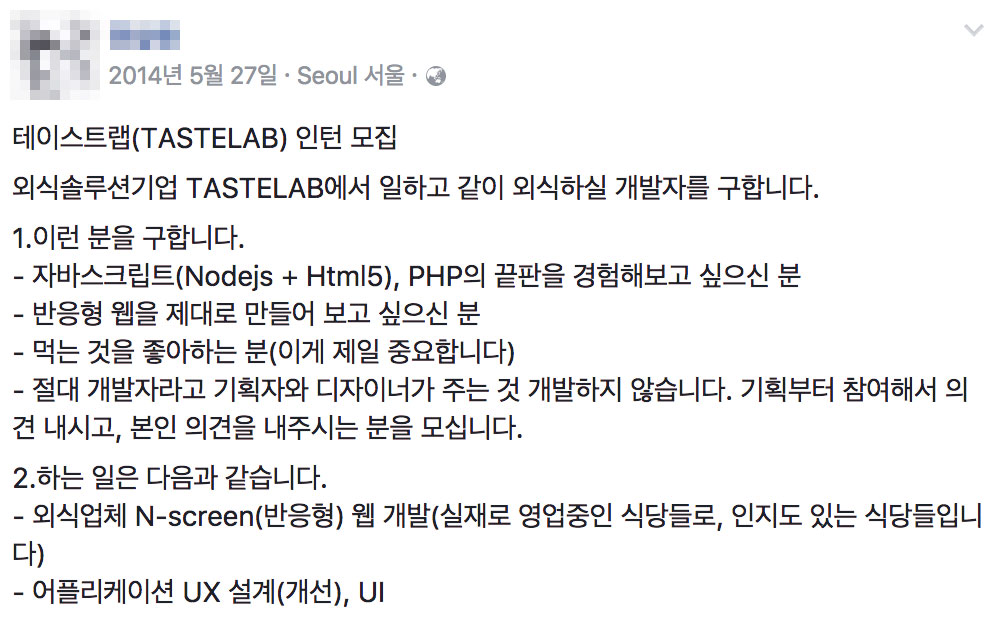 2014년 5월 27일 · Seoul 서울 ·
테이스트랩(TASTELAB) 인턴 모집
외식솔루션기업 TASTELAB에서 일하고 같이 외식하실 개발자를 구합니다.
1.이런 분을 구합니다.
- 자바스크립트(Nodejs + Html5), PHP의 끝판을 경험해보고 싶으신 분
- 반응형 웹을 제대로 만들어 보고 싶으신 분
- 먹는 것을 좋아하는 분(이게 제일 중요합니다)
- 절대 개발자라고 기획자와 디자이너가 주는 것 개발하지 않습니다. 기획부터 참여해서 의
견 내시고, 본인 의견을 내주시는 분을 모십니다.
2.하는 일은 다음과 같습니다.
- 외식업체 N-screen(반응형) 웹 개발(실재로 영업중인 식당들로, 인지도 있는 식당들입니
다)
- 어플리케이션 UX 설계(개선), UI